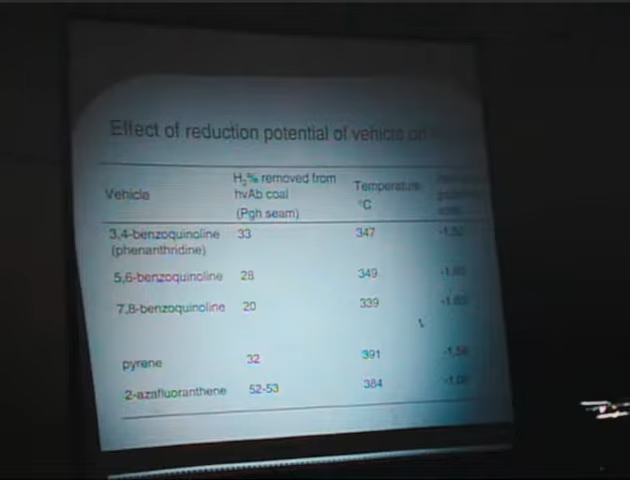 Effect of reduction potential of vehicle on
Vehicle
H2% removed from
hvAb coal
(Pgh seam)
Temperature
°C
3,4-benzoquinoline 33 347
(phenanthridine)
5,6-benzoquinoline 28 349
7,8-benzoquinoline 20 339
pyrene 32 391
2-azafluoranthene 52-53 384